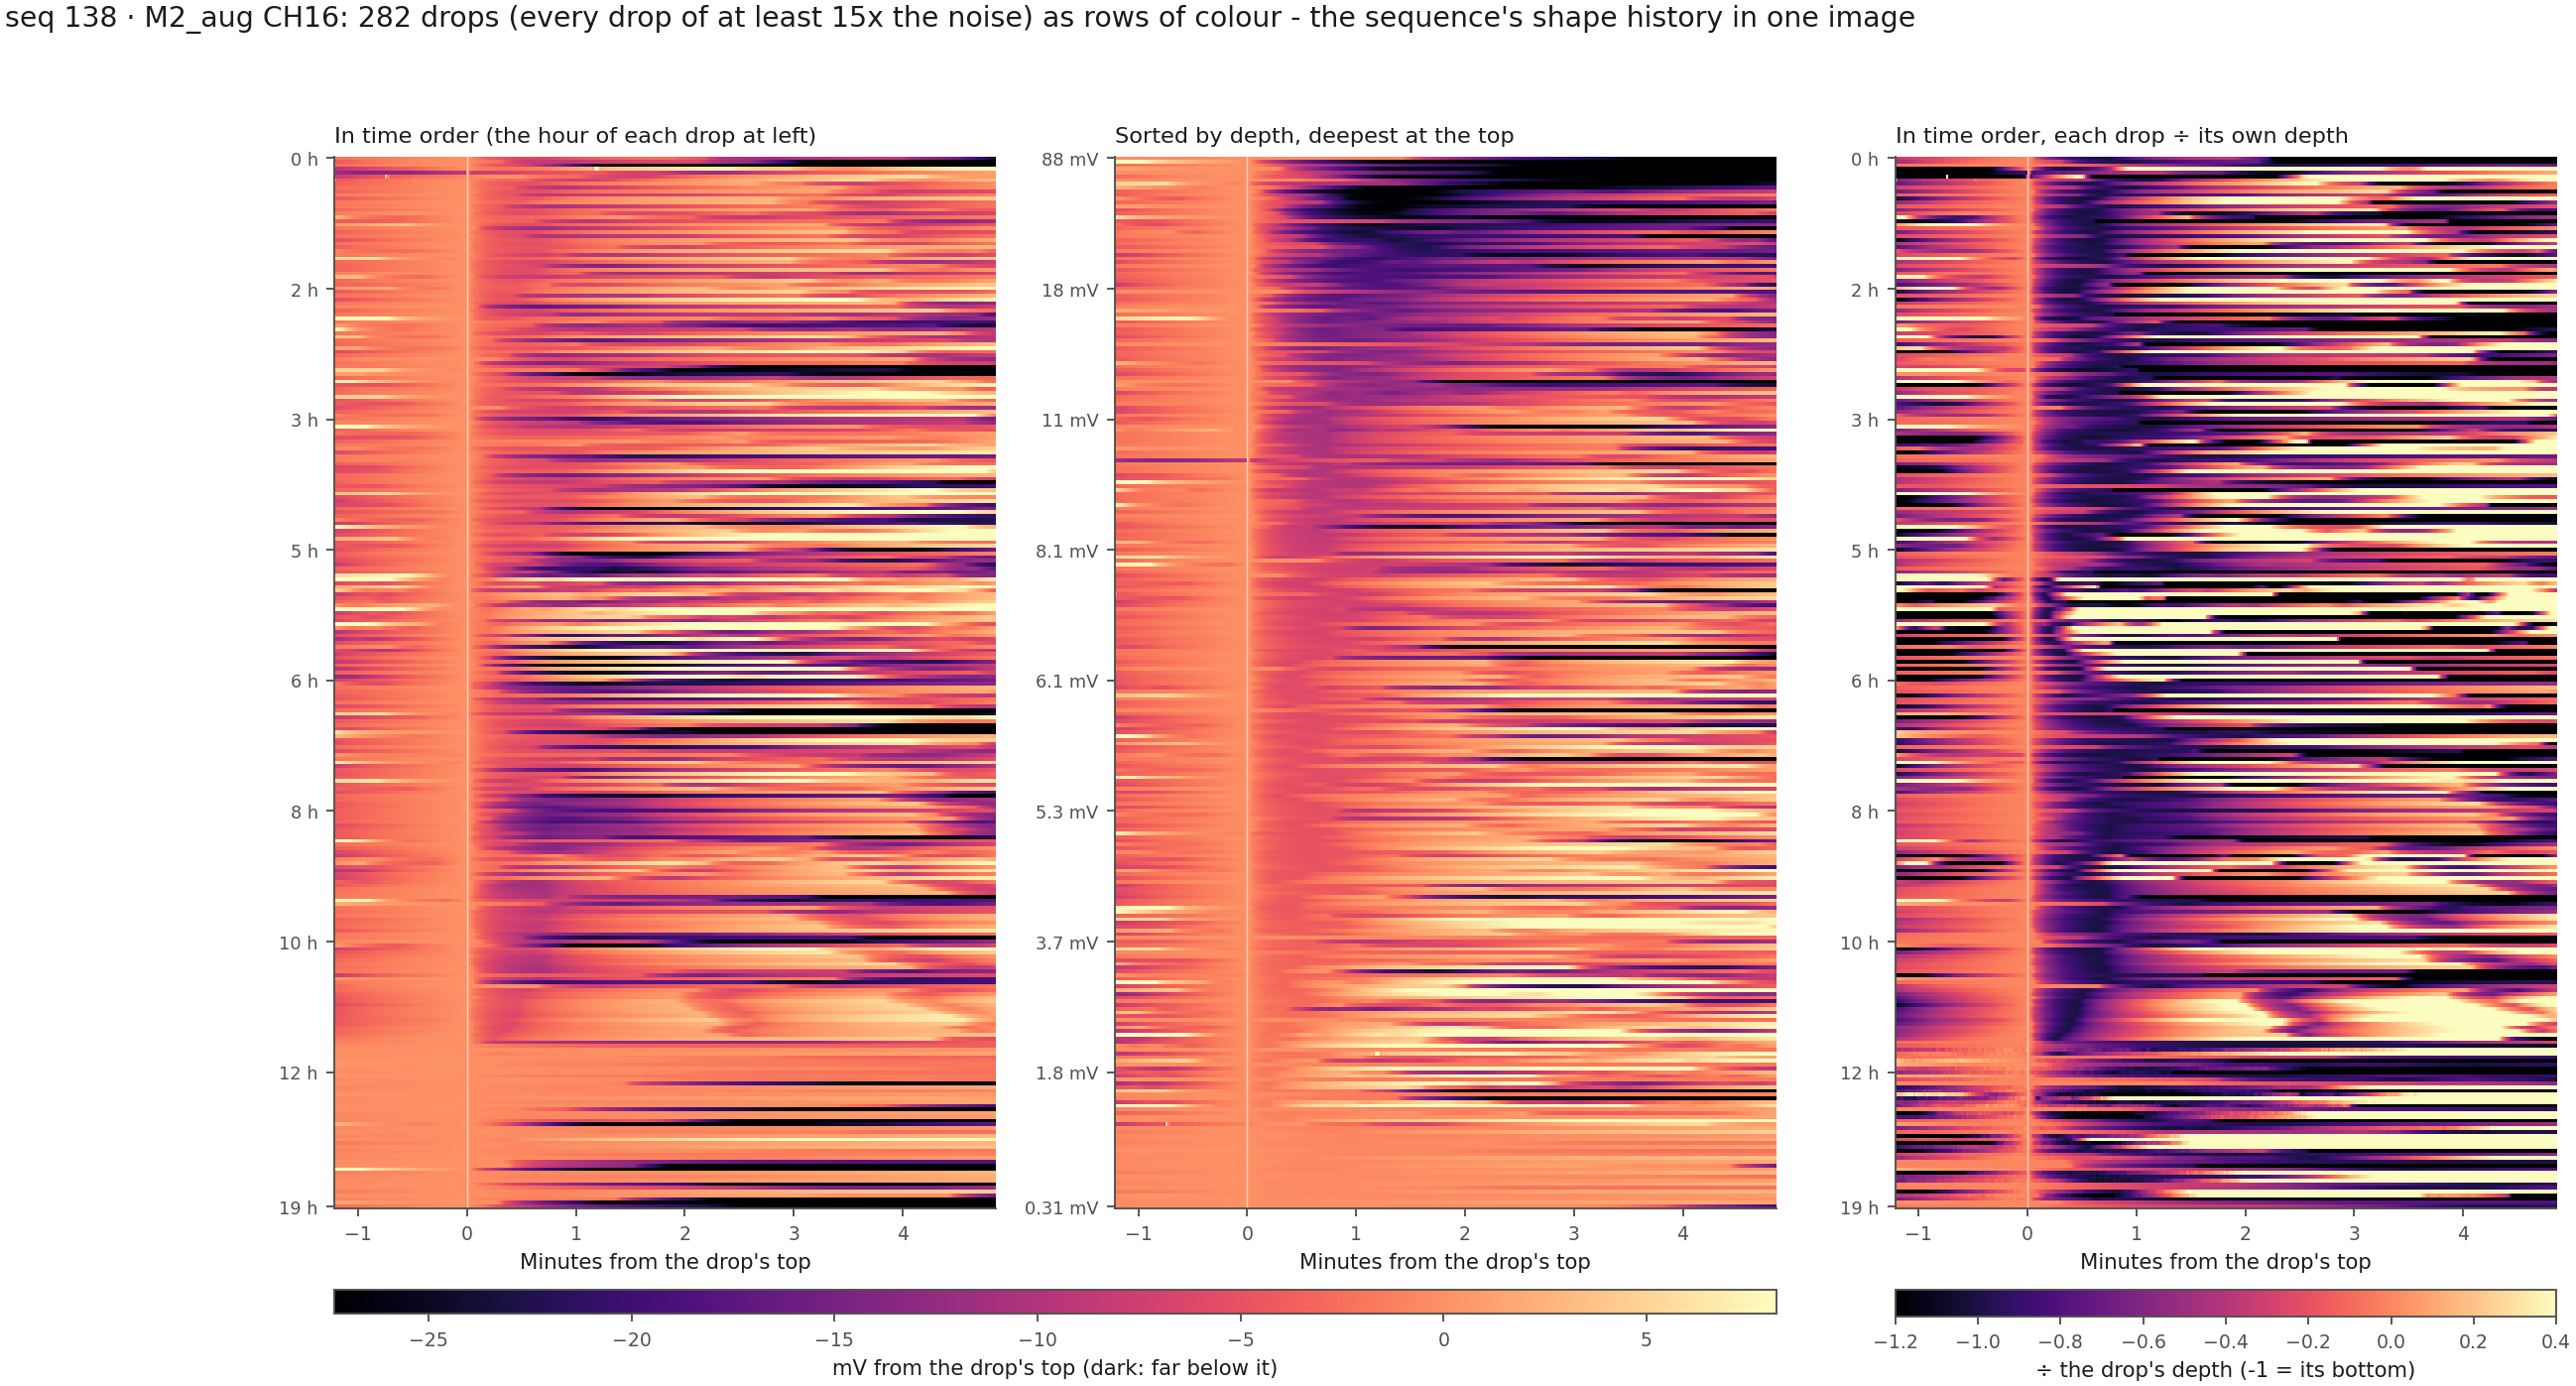 seq 138 · M2_aug CH16: 282 drops (every drop of at least 15x the noise) as rows of colour - the sequence's shape history in one image
In time order (the hour of each drop at left)
0 h
2 h
3 h
5 h
6 h
8 h
10 h
12 h
19 h
−1 0 1 2 3 4
Minutes from the drop's top
Sorted by depth, deepest at the top
88 mV
18 mV
11 mV
8.1 mV
6.1 mV
5.3 mV
3.7 mV
1.8 mV
0.31 mV
−1 0 1 2 3 4
Minutes from the drop's top
In time order, each drop ÷ its own depth
0 h
2 h
3 h
5 h
6 h
8 h
10 h
12 h
19 h
−1 0 1 2 3 4
Minutes from the drop's top
−25 −20 −15 −10 −5 0 5
mV from the drop's top (dark: far below it)
−1.2 −1.0 −0.8 −0.6 −0.4 −0.2 0.0 0.2 0.4
÷ the drop's depth (-1 = its bottom)